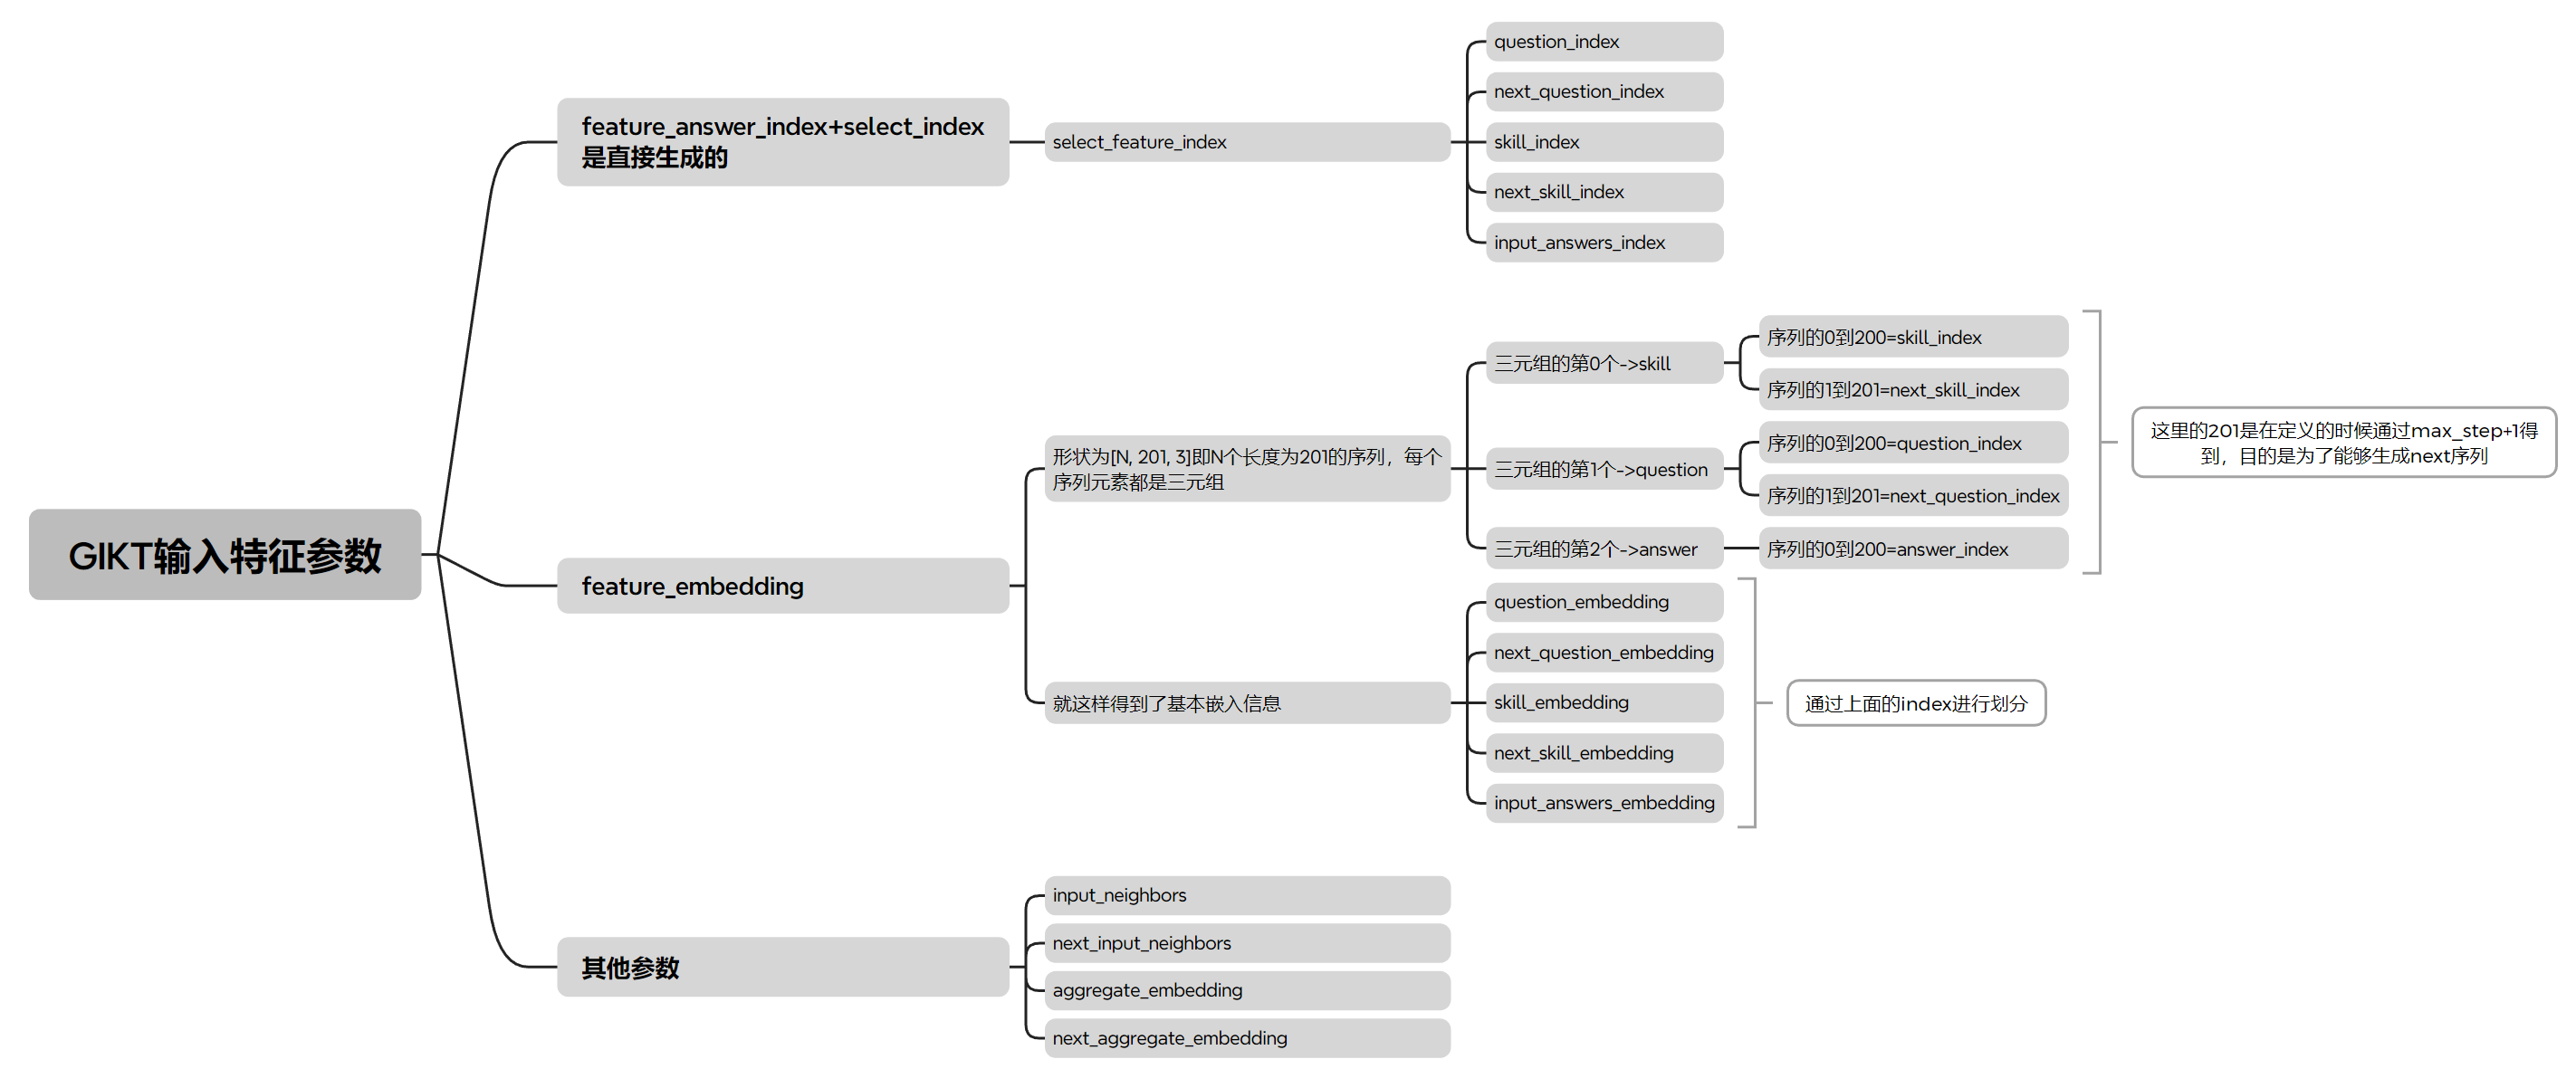 GIKT输入特征参数
feature_answer_index+select_index
是直接生成的
select_feature_index
question_index
next_question_index
skill_index
next_skill_index
input_answers_index
feature_embedding
形状为[N, 201, 3]即N个长度为201的序列，每个
序列元素都是三元组
三元组的第0个->skill
序列的0到200=skill_index
序列的1到201=next_skill_index
三元组的第1个->question
序列的0到200=question_index
序列的1到201=next_question_index
三元组的第2个->answer
序列的0到200=answer_index
这里的201是在定义的时候通过max_step+1得
到，目的是为了能够生成next序列
就这样得到了基本嵌入信息
question_embedding
next_question_embedding
skill_embedding
next_skill_embedding
input_answers_embedding
通过上面的index进行划分
其他参数
input_neighbors
next_input_neighbors
aggregate_embedding
next_aggregate_embedding